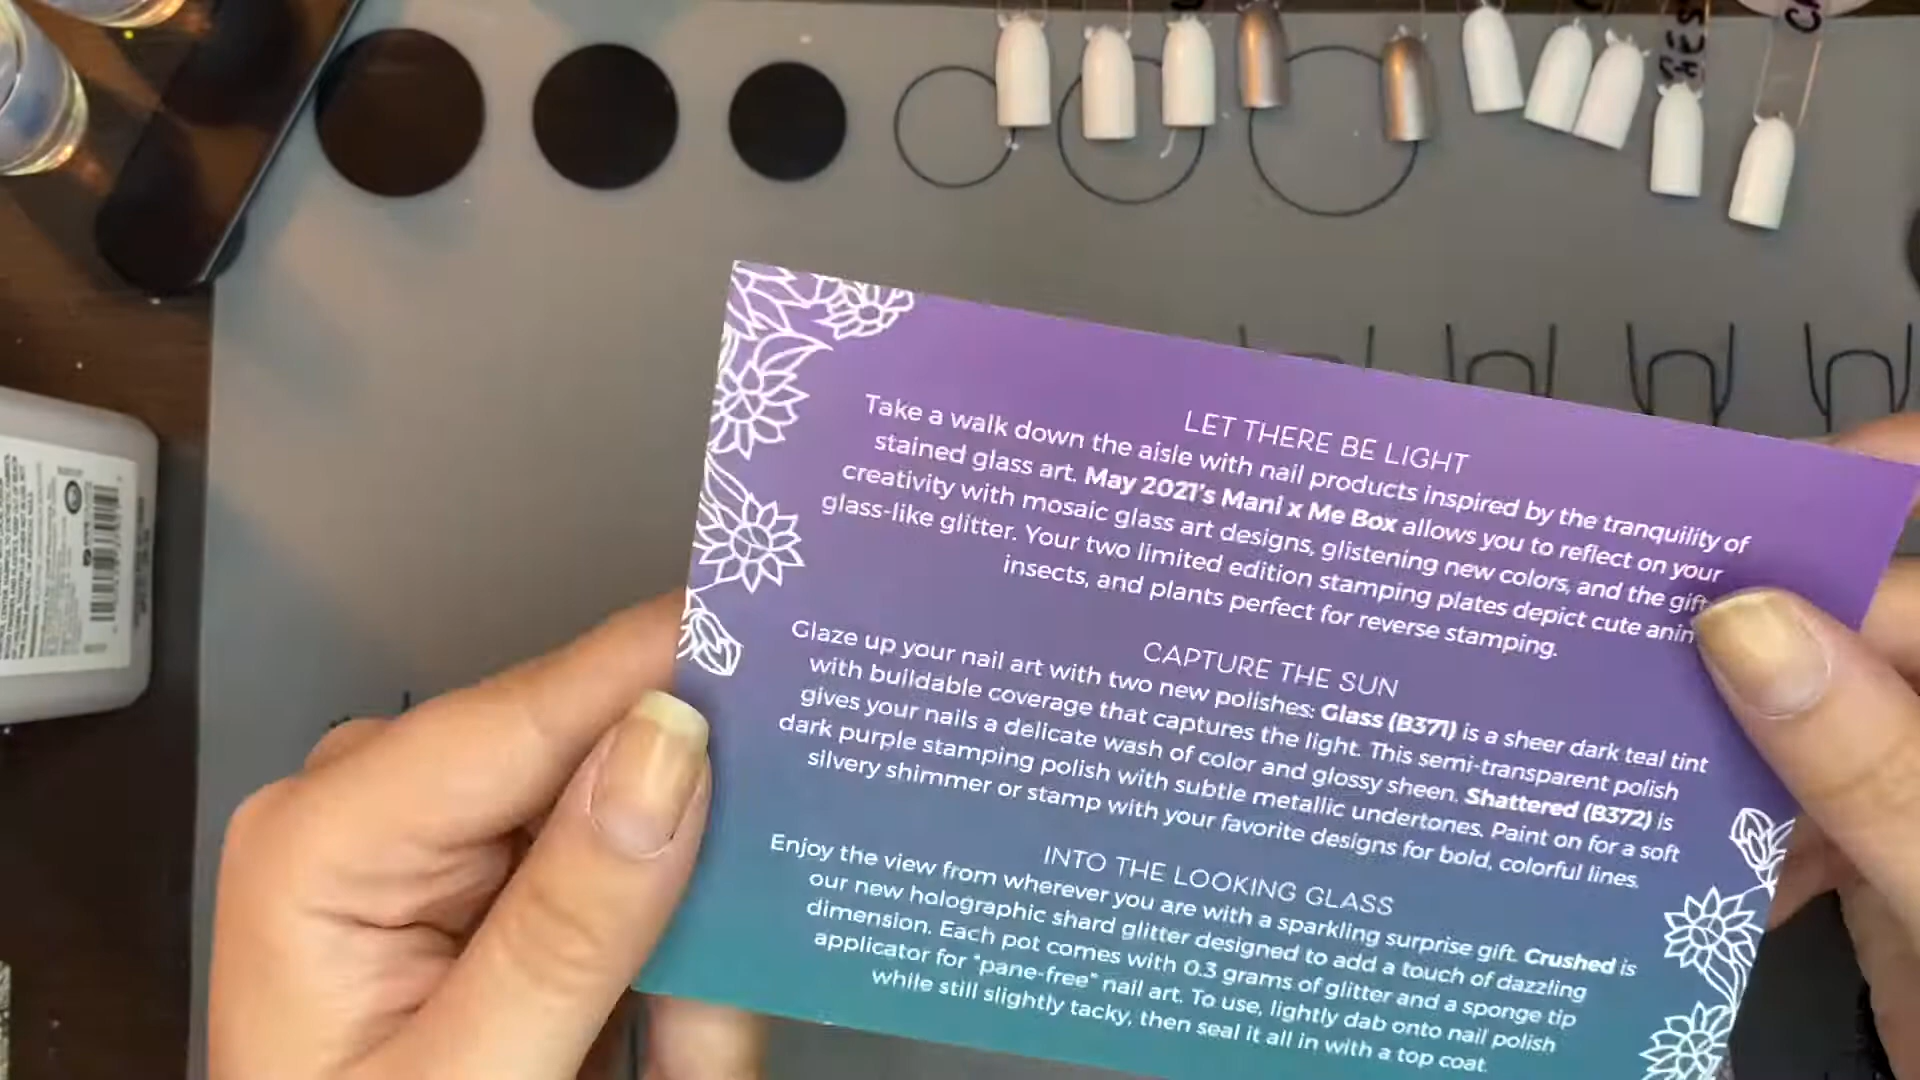 LET THERE BE LIGHT
Take a walk down the aisle with nail products inspired by the tranquility of
stained glass art. May 2021's Mani x Me Box allows you to reflect on your
creativity with mosaic glass art designs, glistening new colors, and the gift
glass-like glitter. Your two limited edition stamping plates depict cute anim
insects, and plants perfect for reverse stamping.
CAPTURE THE SUN
Glaze up your nail art with two new polishes: Glass (B371) is a sheer dark teal tint
with buildable coverage that captures the light. This semi-transparent polish
gives your nails a delicate wash of color and glossy sheen. Shattered (B372) is
dark purple stamping polish with subtle metallic undertones. Paint on for a soft
silvery shimmer or stamp with your favorite designs for bold, colorful lines.
INTO THE LOOKING GLASS
Enjoy the view from wherever you are with a sparkling surprise gift. Crushed is
our new holographic shard glitter designed to add a touch of dazzling
dimension. Each pot comes with 0.3 grams of glitter and a sponge tip
applicator for "pane-free" nail art. To use, lightly dab onto nail polish
while still slightly tacky, then seal it all in with a top coat.